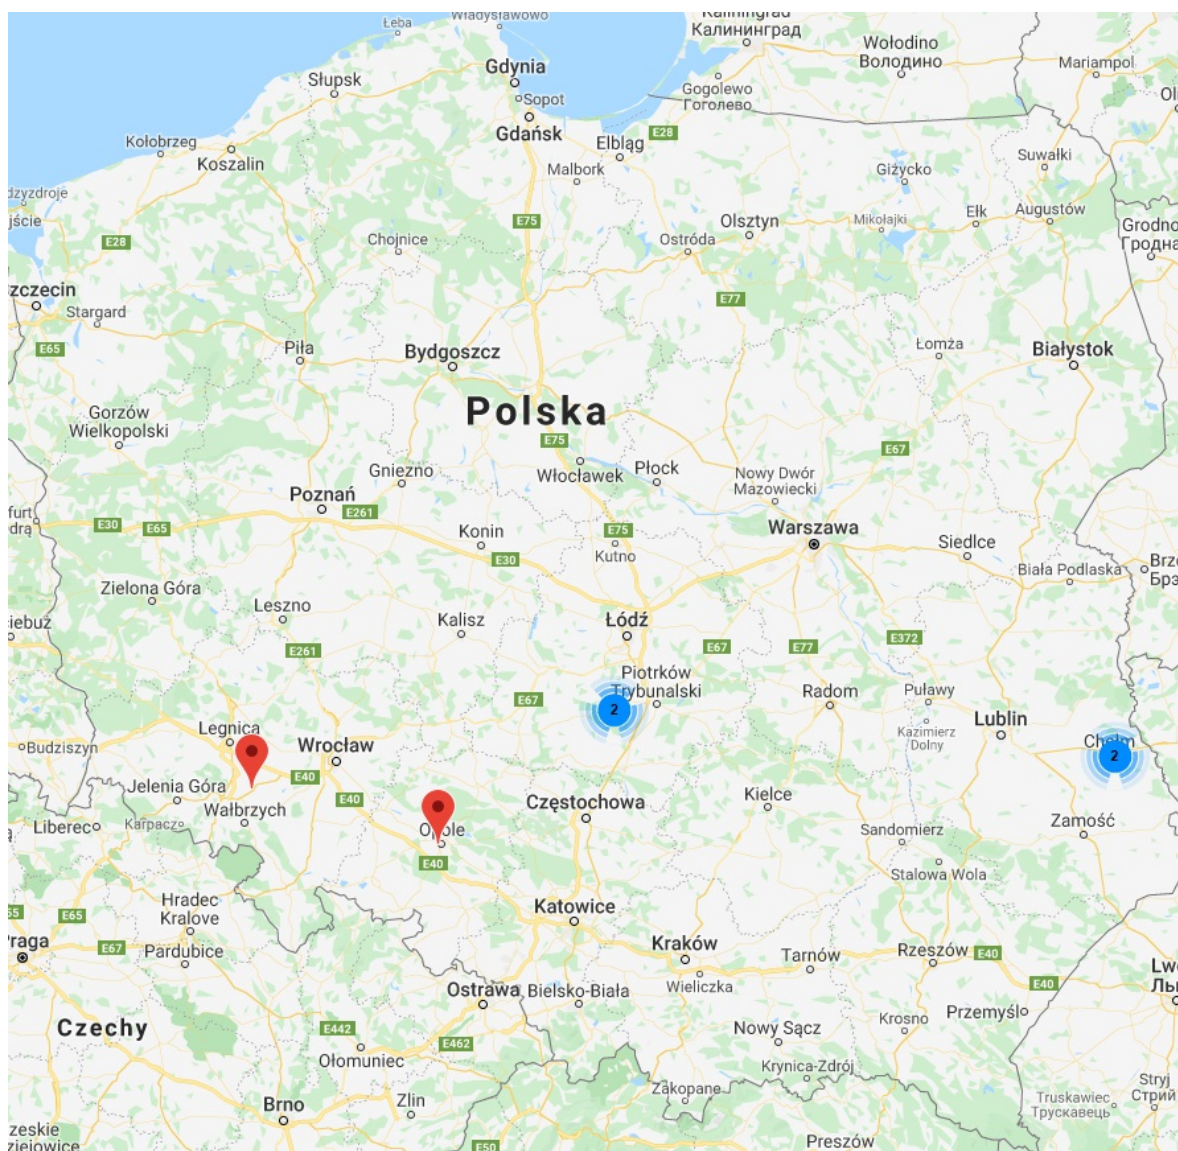 Łeba
Władysławowo
Kaliningrad
Калининград
Wołodino
Володино
Mariampol
Gdynia
Słupsk
Sopot
Gogolewo
Гоголево
Gdańsk
E28
Elbląg
Kołobrzeg
Koszalin
Suwałki
Malbork
Giżycko
Augustów
Ełk
Mikołajki
Olsztyn
E75
Grodno
Гродна
Chojnice
E28
Ostróda
zczecin
E77
Stargard
E65
Piła
Bydgoszcz
Łomża
Białystok
Polska
Gorzów
Wielkopolski
E75
E67
Gniezno
Włocławek
Płock
Nowy Dwór
Mazowiecki
Poznań
E261
E30
E65
Konin
E75
Warszawa
Kutno
E30
Siedlce
Biała Podlaska
Zielona Góra
Leszno
Kalisz
Łódź
E372
E261
E67
E77
Piotrków
Trybunalski
E67
Radom
Puławy
2
Legnica
Lublin
Kazimierz
Dolny
Budziszyn
Wrocław
Chełm
2
E40
Jelenia Góra
E40
Wałbrzych
Częstochowa
Kielce
Liberec
Karpacz
Opole
Sandomierz
Zamość
E40
Stalowa Wola
Hradec
Kralove
E65
Katowice
Praga
E67
Pardubice
Kraków
Tarnów
Rzeszów
E40
Wieliczka
E40
Ostrawa
Bielsko-Biała
Przemyśl
Krosno
Czechy
E442
Nowy Sącz
Ołomuniec
E462
Krynica-Zdrój
Zakopane
Stryj
Стрий
Truskawiec
Трускавець
Brno
Zlin
E50
Preszów